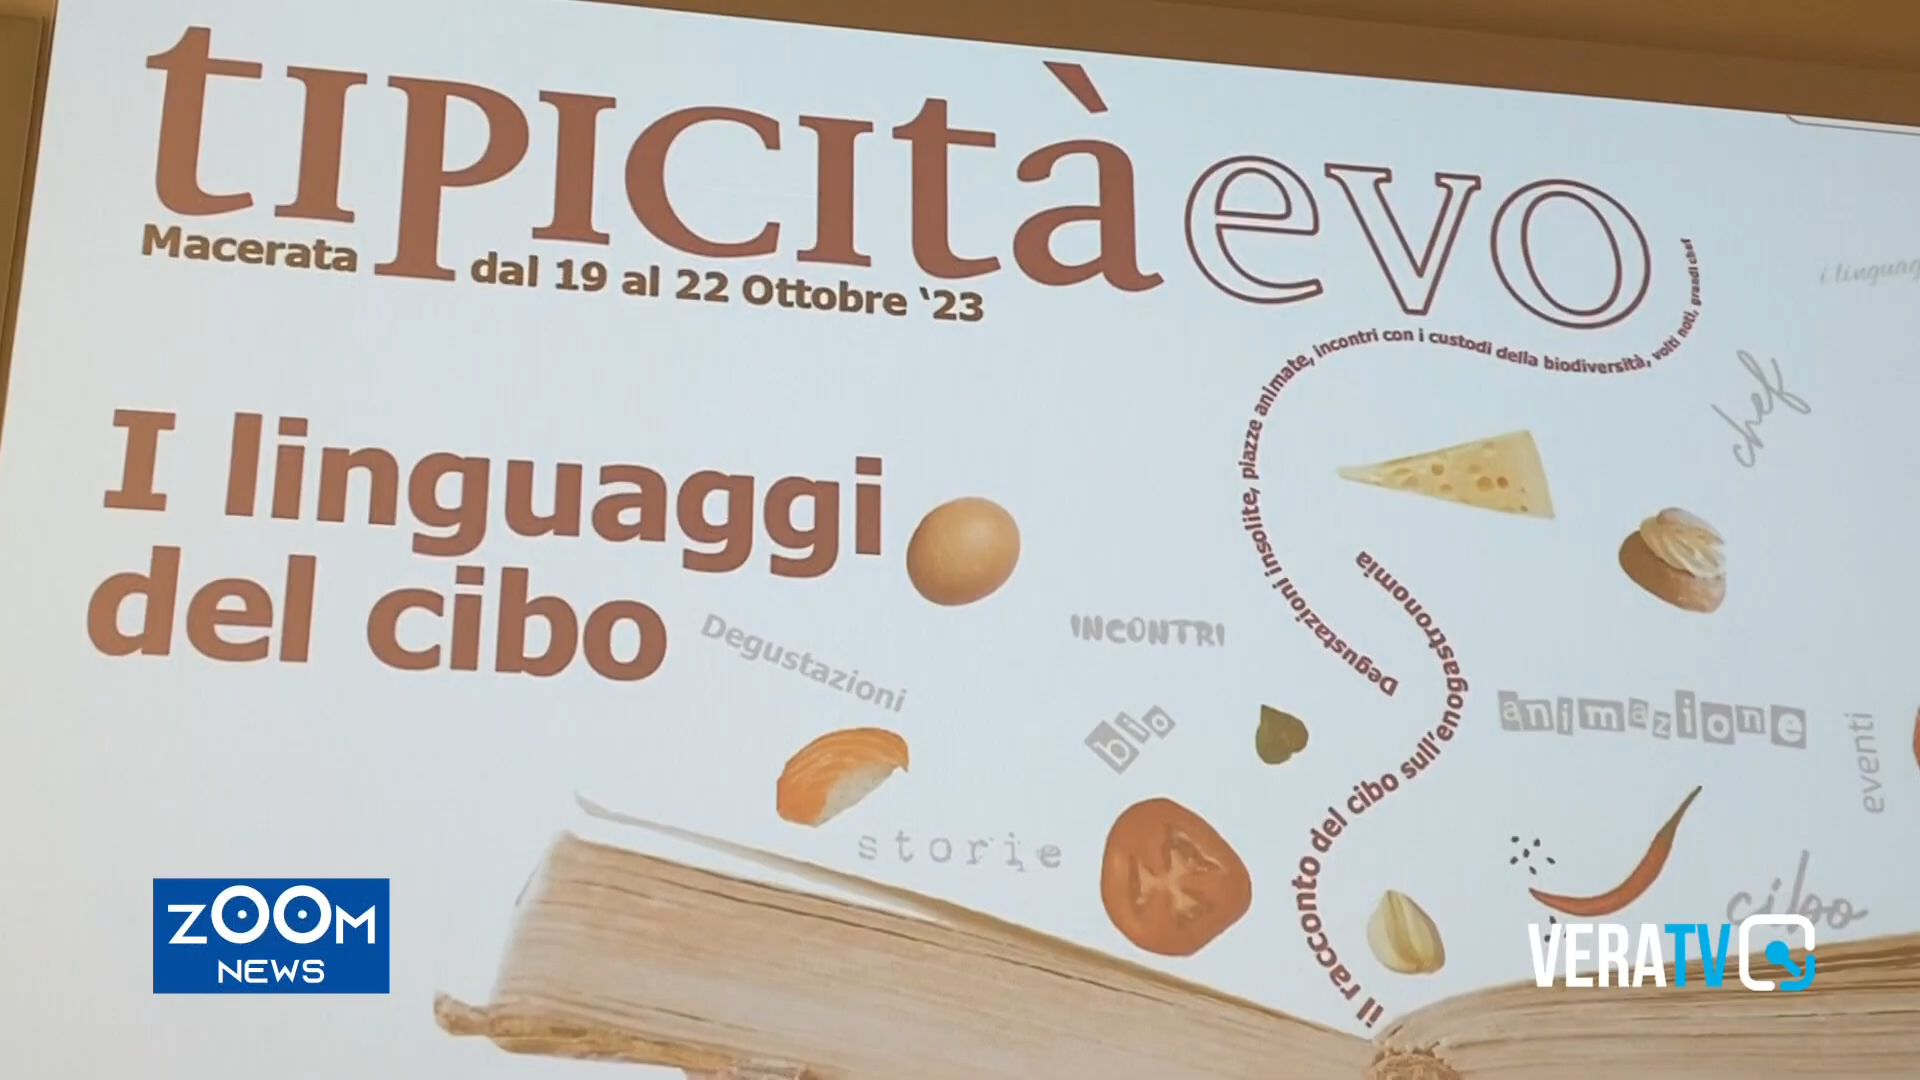 tIPICItà evo
Macerata dal 19 al 22 Ottobre ‘23
I linguaggi
del cibo
il racconto del cibo sull'enogastronomia
Degustazioni insolite, piazze animate, incontri con i custodi della biodiversità, volti noti, grandi chef
i linguag
chef
Degustazioni
INCONTRI
bio
animazione
eventi
storie
cibo
ZOOM
NEWS
VERATV